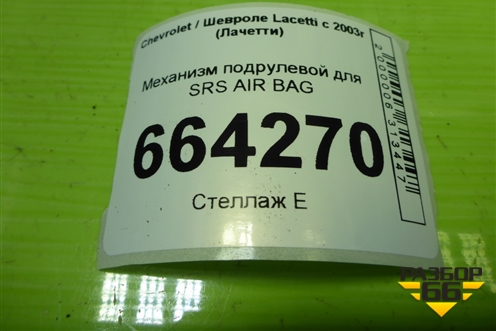 Chevrolet / Шевроле Lacetti с 2003г
(Лачетти)
Механизм подрулевой для
SRS AIR BAG
664270
Стеллаж Е
2000006313447
РАЗБОР
66